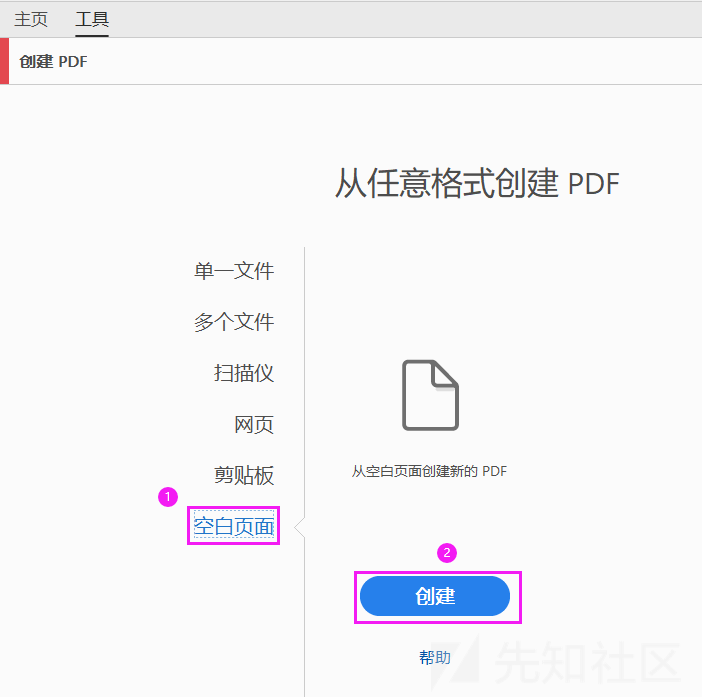 主页 工具
创建 PDF
从任意格式创建 PDF
单一文件
多个文件
扫描仪
网页
剪贴板
从空白页面创建新的 PDF
1
空白页面
2
创建
帮助
先知社区